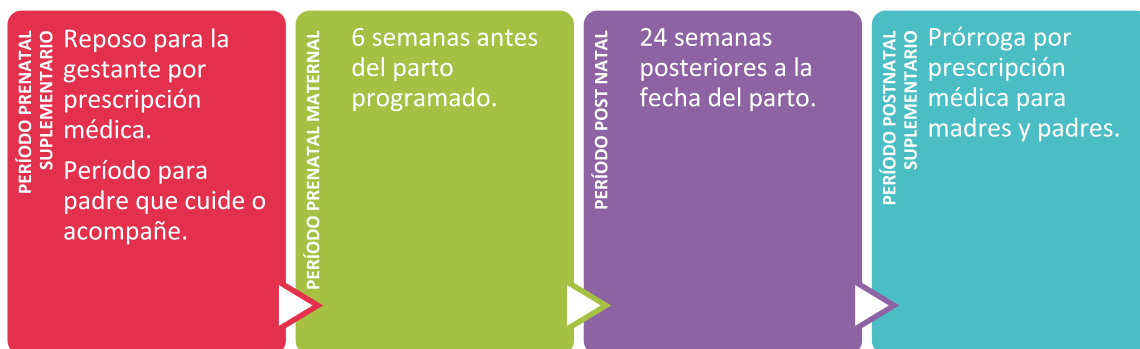 PERÍODO PRENATAL
SUPLEMENTARIO
Reposo para la
gestante por
prescripción
médica.
Período para
padre que cuide o
acompañe.
PERÍODO PRENATAL MATERNAL
6 semanas antes
del parto
programado.
PERÍODO POST NATAL
24 semanas
posteriores a la
fecha del parto.
PERÍODO POSTNATAL
SUPLEMENTARIO
Prórroga por
prescripción
médica para
madres y padres.